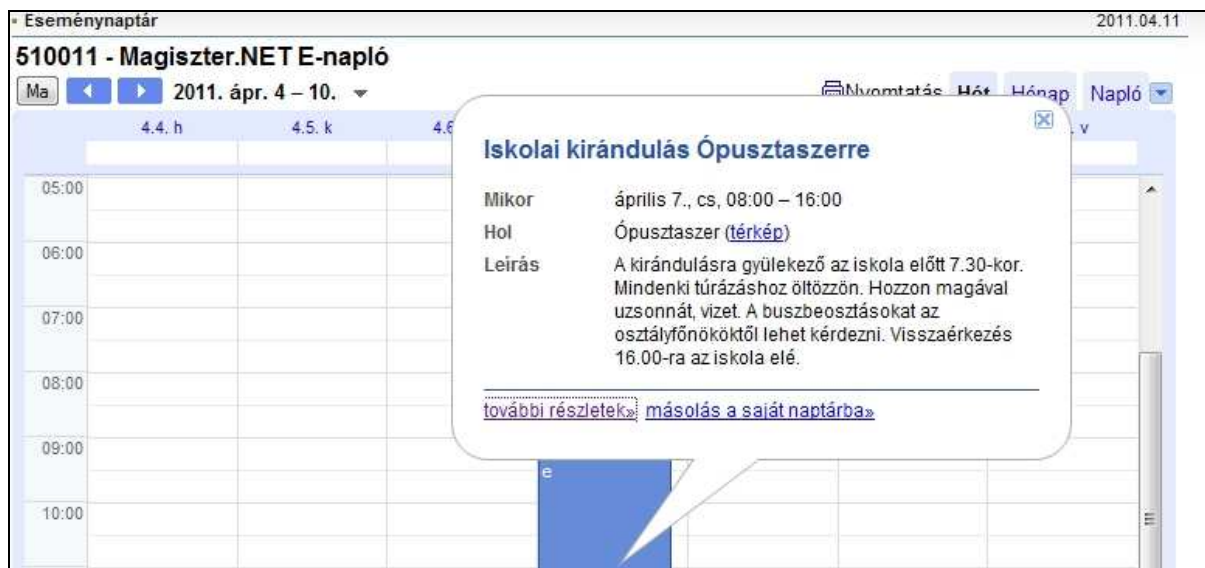 Eseménynaptár 2011.04.11
510011 - Magiszter.NET E-napló
Ma 2011. ápr. 4 – 10. Nyomtatás Hét Hónap Napló
4.4. h 4.5. k v
Iskolai kirándulás Ópusztaszerre
Mikor április 7., cs, 08:00 – 16:00
Hol Ópusztaszer (térkép)
Leírás A kirándulásra gyülekező az iskola előtt 7.30-kor.
Mindenki túrázáshoz öltözzön. Hozzon magával
uzsonnát, vizet. A buszbeosztásokat az
osztályfőnököktől lehet kérdezni. Visszaérkezés
16.00-ra az iskola elé.
további részletek» másolás a saját naptárba»
05:00
06:00
07:00
08:00
09:00
e
10:00